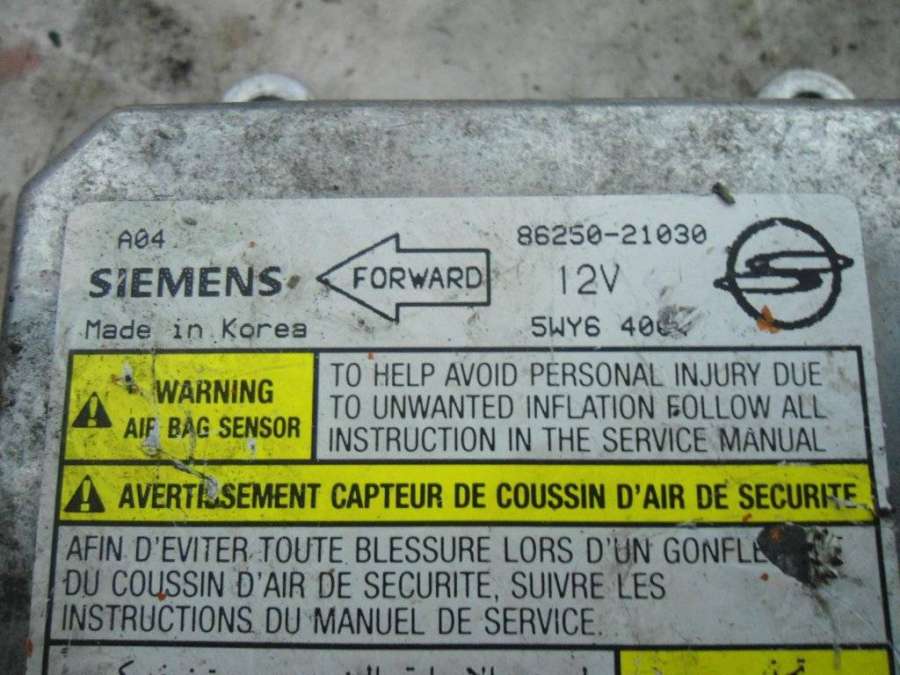 A04
SIEMENS
Made in Korea
FORWARD
86250-21030
12V
5WY6
WARNING
AIR BAG SENSOR
TO HELP AVOID PERSONAL INJURY DUE
TO UNWANTED INFLATION FOLLOW ALL
INSTRUCTION IN THE SERVICE MANUAL
AVERTISSEMENT CAPTEUR DE COUSSIN D'AIR DE SECURITE
AFIN D'EVITER TOUTE BLESSURE LORS D'UN
DU COUSSIN D'AIR DE SECURITE, SUIVRE LES
INSTRUCTIONS DU MANUEL DE SERVICE.